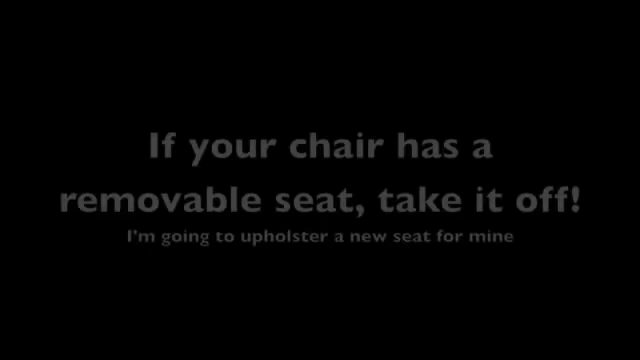 If your chair has a
removable seat, take it off!
I'm going to upholster a new seat for mine